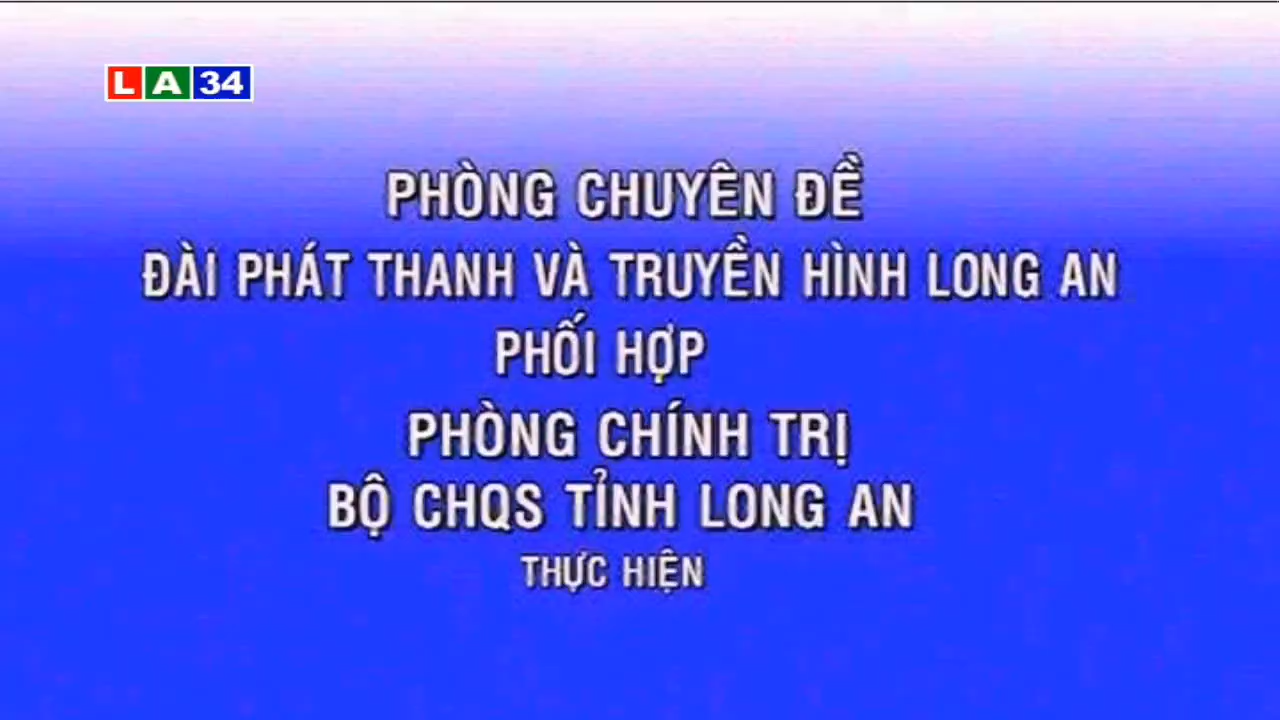 LA34
PHÒNG CHUYÊN ĐỀ
ĐÀI PHÁT THANH VÀ TRUYỀN HÌNH LONG AN
PHỐI HỢP
PHÒNG CHÍNH TRỊ
BỘ CHQS TỈNH LONG AN
THỰC HIỆN